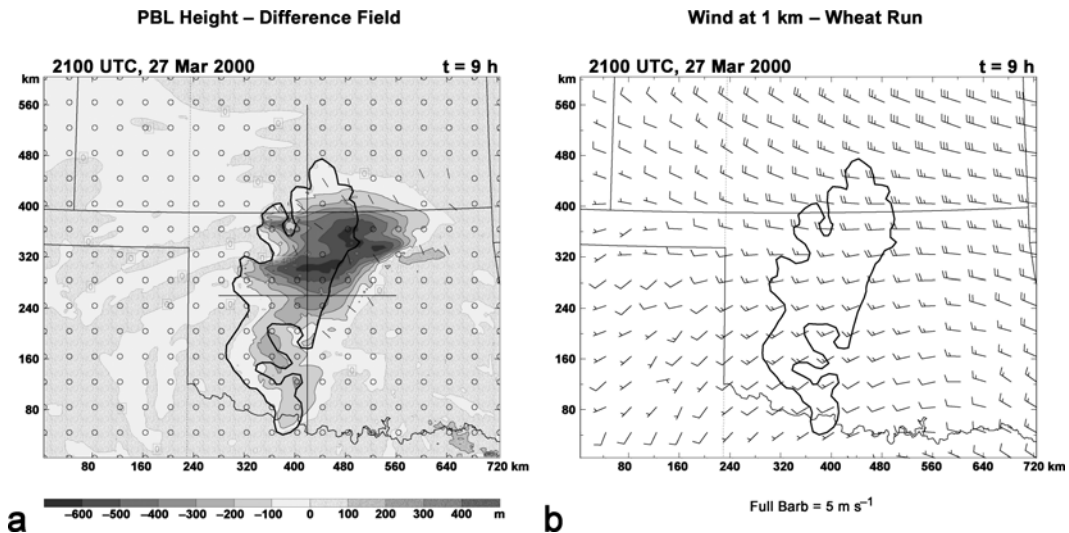 PBL Height – Difference Field
2100 UTC, 27 Mar 2000 t = 9 h
km
560
480
400
320
240
160
80
80 160 240 320 400 480 560 640 720 km
–600 –500 –400 –300 –200 –100 0 100 200 300 400 m
a
Wind at 1 km – Wheat Run
2100 UTC, 27 Mar 2000 t = 9 h
km
560
480
400
320
240
160
80
80 160 230 320 400 480 560 640 720 km
Full Barb = 5 m s⁻¹
b